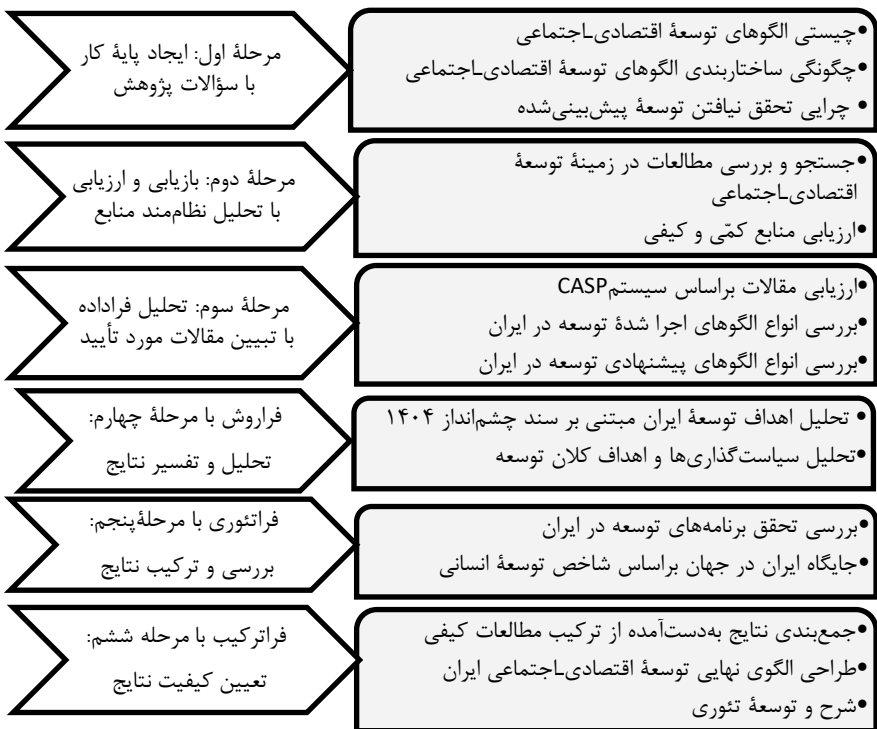 مرحلهٔ اول: ایجاد پایهٔ کار
با سؤالات پژوهش
•چیستی الگوهای توسعهٔ اقتصادی‌ـاجتماعی
•چگونگی ساختاربندی الگوهای توسعهٔ اقتصادی‌ـاجتماعی
• چرایی تحقق نیافتن توسعهٔ پیش‌بینی‌شده
مرحلهٔ دوم: بازیابی و ارزیابی
با تحلیل نظام‌مند منابع
•جستجو و بررسی مطالعات در زمینهٔ توسعهٔ
اقتصادی‌ـاجتماعی
•ارزیابی منابع کمّی و کیفی
مرحلهٔ سوم: تحلیل فراداده
با تبیین مقالات مورد تأیید
•ارزیابی مقالات براساس سیستمCASP
•بررسی انواع الگوهای اجرا شدهٔ توسعه در ایران
•بررسی انواع الگوهای پیشنهادی توسعه در ایران
فراروش با مرحلهٔ چهارم:
تحلیل و تفسیر نتایج
• تحلیل اهداف توسعهٔ ایران مبتنی بر سند چشم‌انداز ۱۴۰۴
•تحلیل سیاست‌گذاری‌ها و اهداف کلان توسعه
فراتئوری با مرحلهٔپنجم:
بررسی و ترکیب نتایج
•بررسی تحقق برنامه‌های توسعه در ایران
•جایگاه ایران در جهان براساس شاخص توسعهٔ انسانی
فراترکیب با مرحله ششم:
تعیین کیفیت نتایج
•جمع‌بندی نتایج به‌دست‌آمده از ترکیب مطالعات کیفی
•طراحی الگوی نهایی توسعهٔ اقتصادی‌ـاجتماعی ایران
•شرح و توسعهٔ تئوری